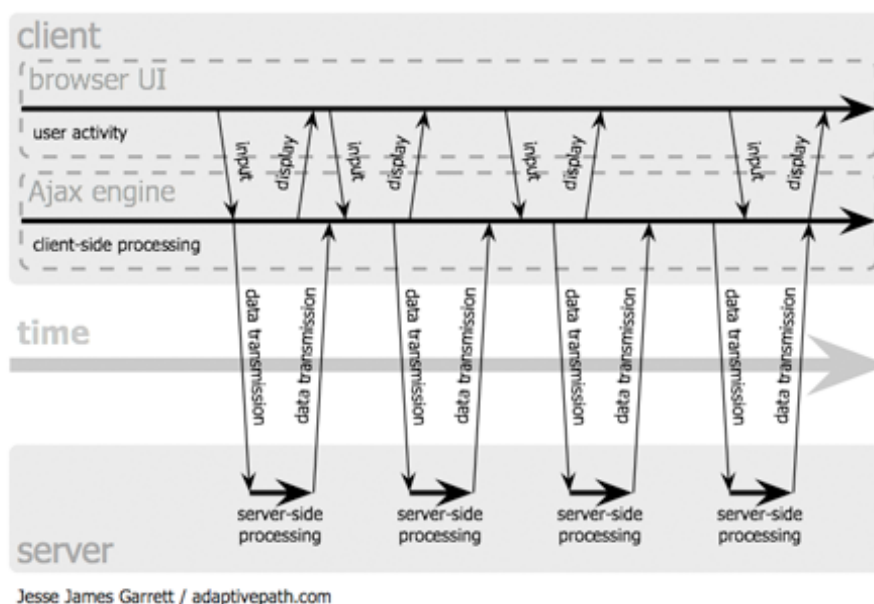 client
browser UI
user activity
input
display
input
display
input
display
input
display
Ajax engine
client-side processing
data transmission
data transmission
data transmission
data transmission
data transmission
data transmission
data transmission
data transmission
time
server-side
processing
server-side
processing
server-side
processing
server-side
processing
server
Jesse James Garrett / adaptivepath.com